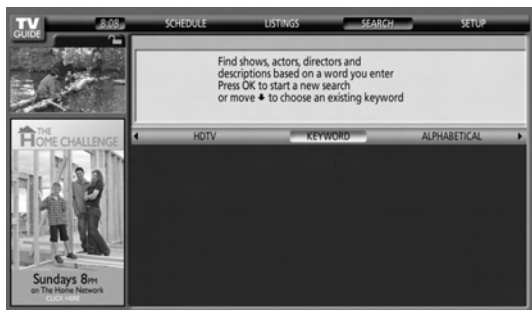 TV
GUIDE
8:08
SCHEDULE
LISTINGS
SEARCH
SETUP
Find shows, actors, directors and
descriptions based on a word you enter
Press OK to start a new search
or move ↓ to choose an existing keyword
HDTV
KEYWORD
ALPHABETICAL
THE
HOME CHALLENGE
Sundays 8PM
on The Home Network
CLICK HERE